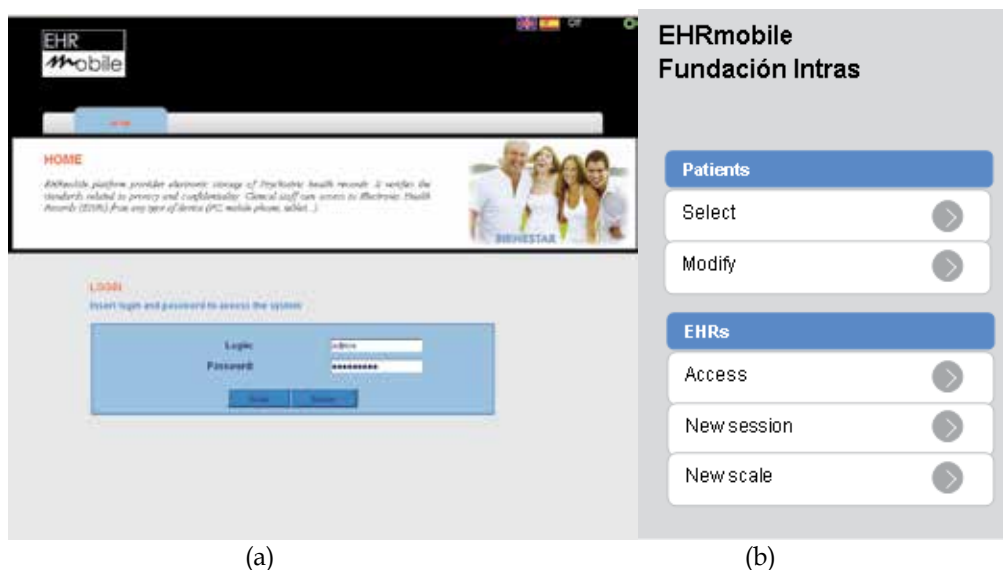 EHR
mobile
HOME
EHRmobile platform provides electronic storage of Psychiatric health records. It verifies the
standards related to privacy and confidentiality. Clinical staff can access to Electronic Health
Records (EHRs) from any type of device (PC, mobile phone, tablet...)
BIENESTAR
LOGIN
Insert login and password to access the system
Login:
admin
Password:
(a)
EHRmobile
Fundación Intras
Patients
Select
Modify
EHRs
Access
New session
New scale
(b)